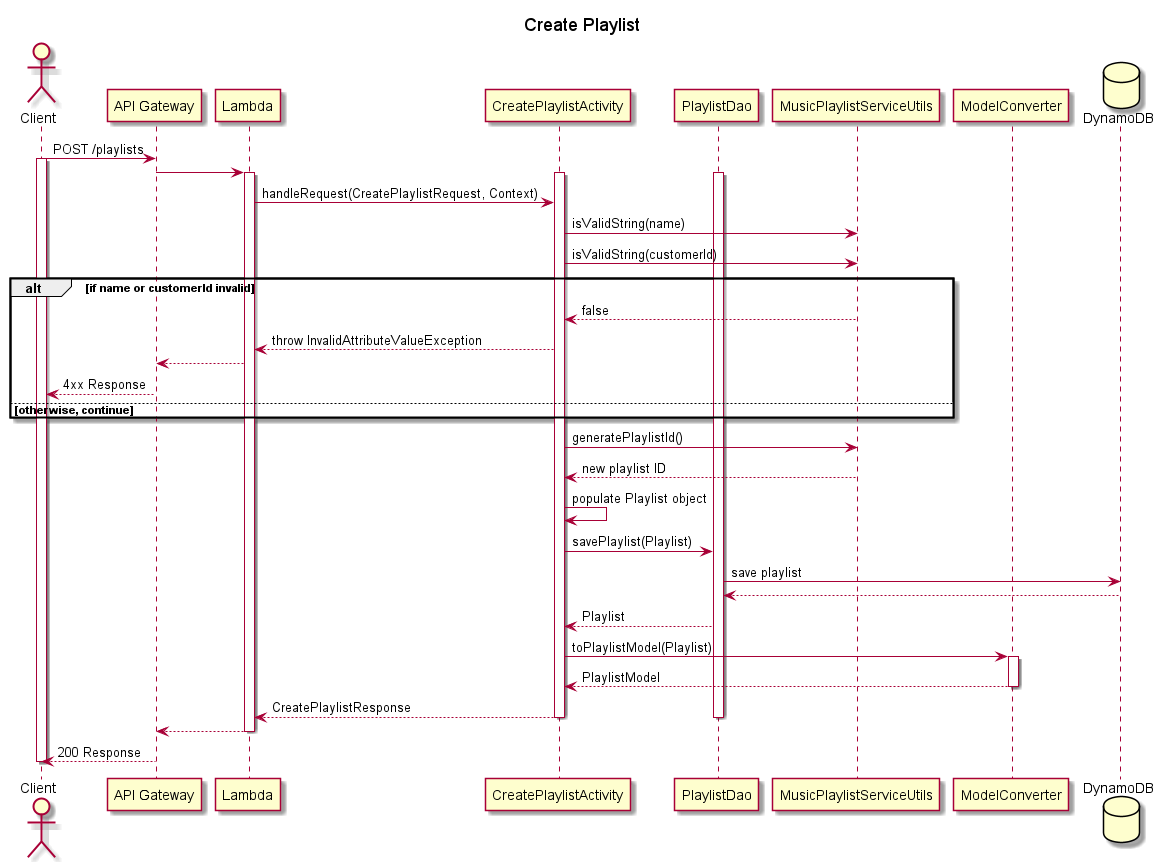 Create Playlist
Client
API Gateway
Lambda
CreatePlaylistActivity
PlaylistDao
MusicPlaylistServiceUtils
ModelConverter
DynamoDB
POST /playlists
handleRequest(CreatePlaylistRequest, Context)
isValidString(name)
isValidString(customerId)
alt [if name or customerId invalid]
false
throw InvalidAttributeValueException
4xx Response
[otherwise, continue]
generatePlaylistId()
new playlist ID
populate Playlist object
savePlaylist(Playlist)
save playlist
Playlist
toPlaylistModel(Playlist)
PlaylistModel
CreatePlaylistResponse
200 Response
Client
API Gateway
Lambda
CreatePlaylistActivity
PlaylistDao
MusicPlaylistServiceUtils
ModelConverter
DynamoDB